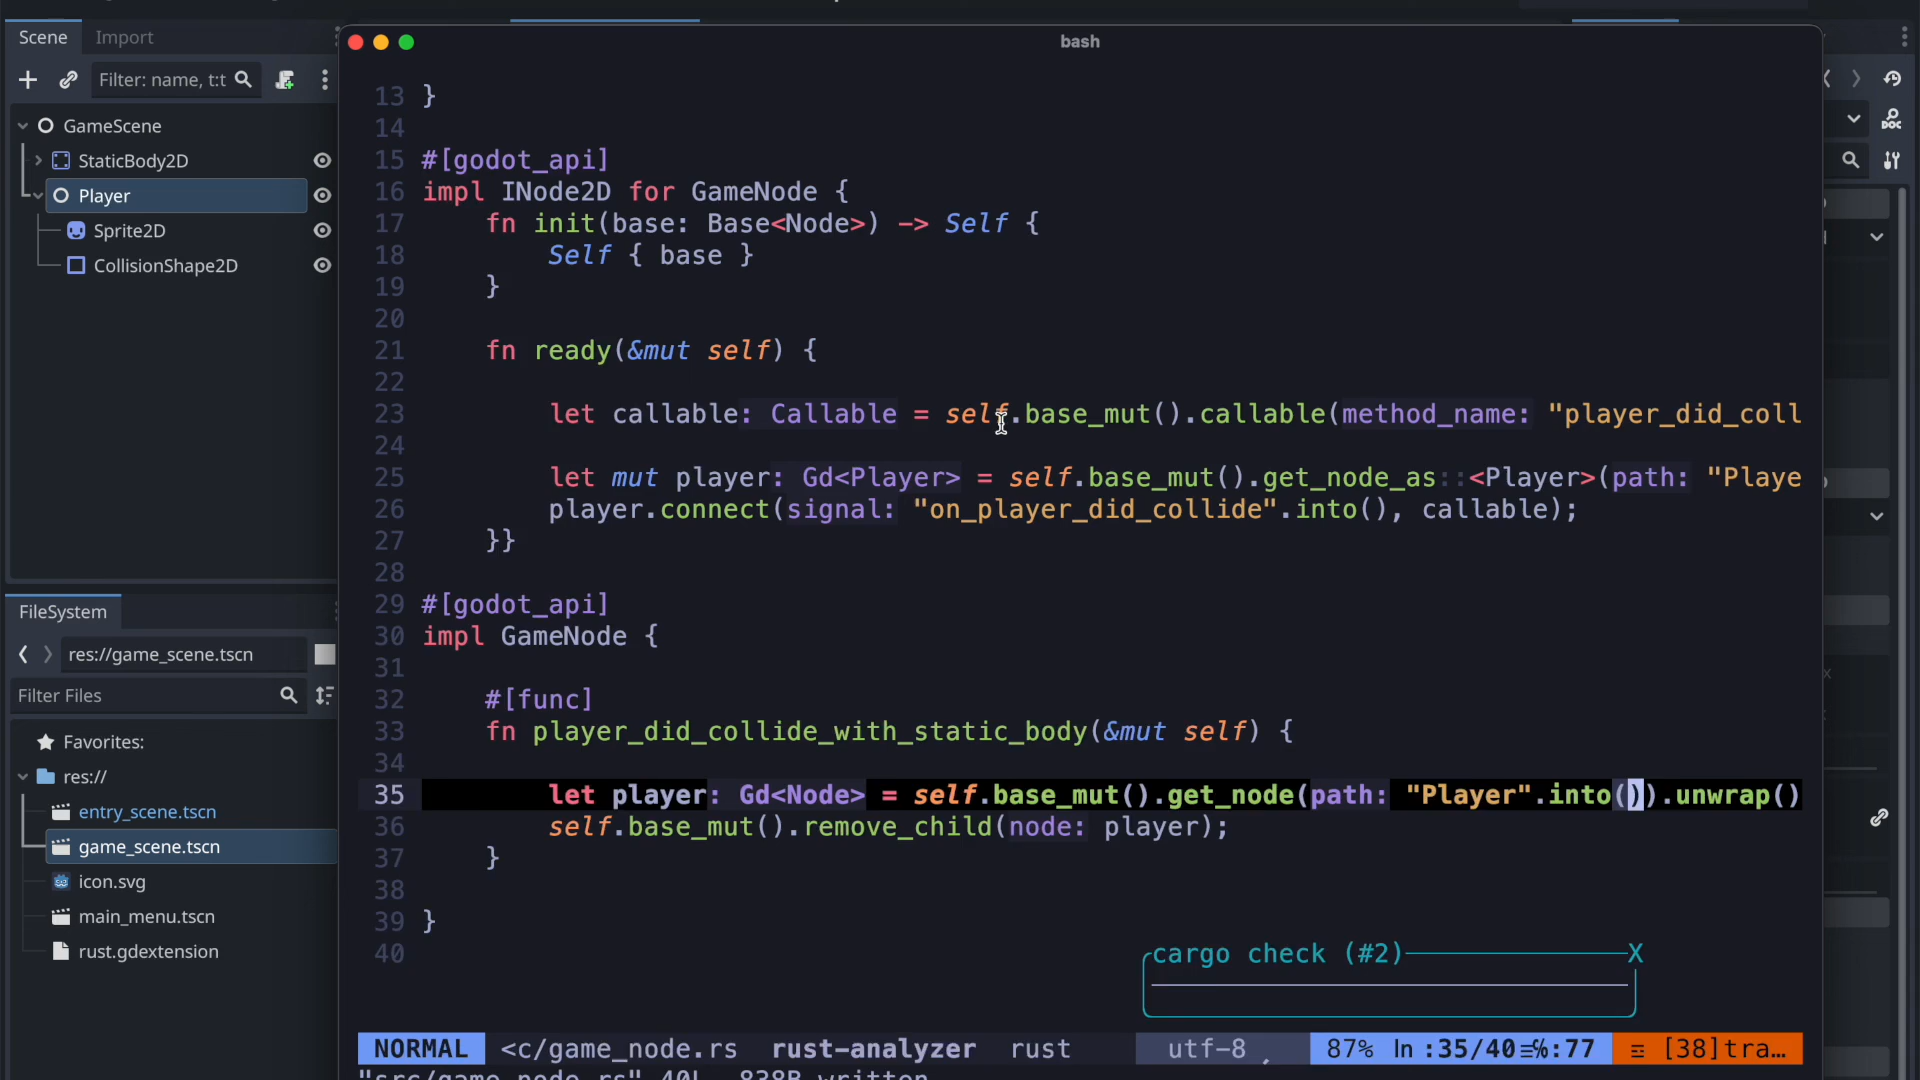 Scene Import
Filter: name, t:t
GameScene
StaticBody2D
Player
Sprite2D
CollisionShape2D
FileSystem
res://game_scene.tscn
Filter Files
Favorites:
res://
entry_scene.tscn
game_scene.tscn
icon.svg
main_menu.tscn
rust.gdextension
bash
13 }
14
15 #[godot_api]
16 impl INode2D for GameNode {
17 fn init(base: Base<Node>) -> Self {
18 Self { base }
19 }
20
21 fn ready(&mut self) {
22
23 let callable: Callable = self.base_mut().callable(method_name: "player_did_coll
24
25 let mut player: Gd<Player> = self.base_mut().get_node_as::<Player>(path: "Playe
26 player.connect(signal: "on_player_did_collide".into(), callable);
27 }}
28
29 #[godot_api]
30 impl GameNode {
31
32 #[func]
33 fn player_did_collide_with_static_body(&mut self) {
34
35 let player: Gd<Node> = self.base_mut().get_node(path: "Player".into()).unwrap()
36 self.base_mut().remove_child(node: player);
37 }
38
39 }
40
cargo check (#2) X
NORMAL <c/game_node.rs rust-analyzer rust utf-8 87% ln :35/40≡℅:77 ☲ [38]tra…
"src/game_node.rs" 40L, 838B written
DOC